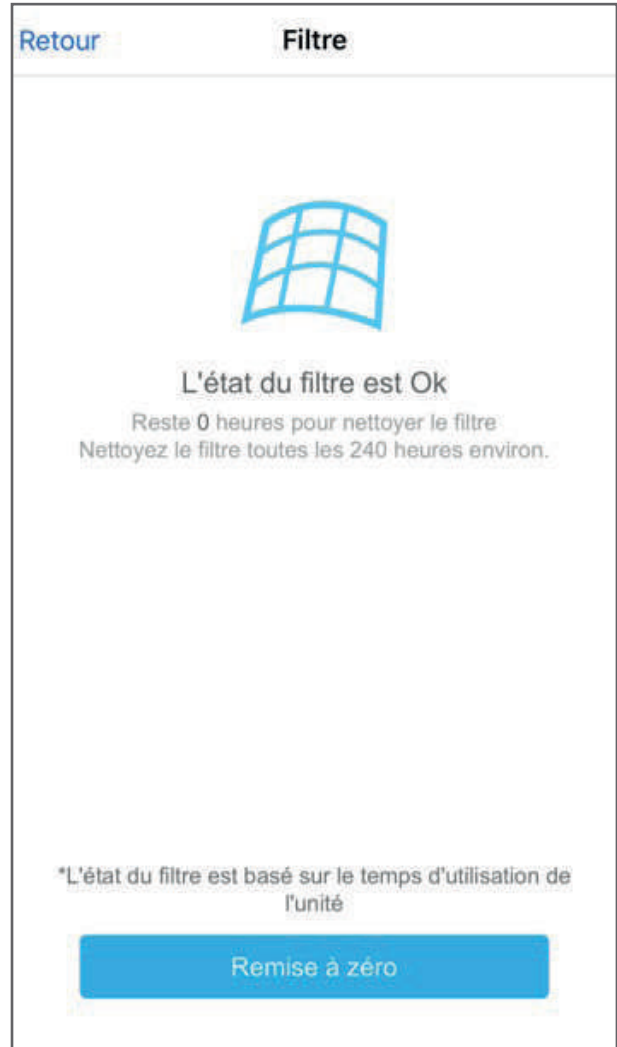 Retour
Filtre
L'état du filtre est Ok
Reste 0 heures pour nettoyer le filtre
Nettoyez le filtre toutes les 240 heures environ.
*L'état du filtre est basé sur le temps d'utilisation de
l'unité
Remise à zéro